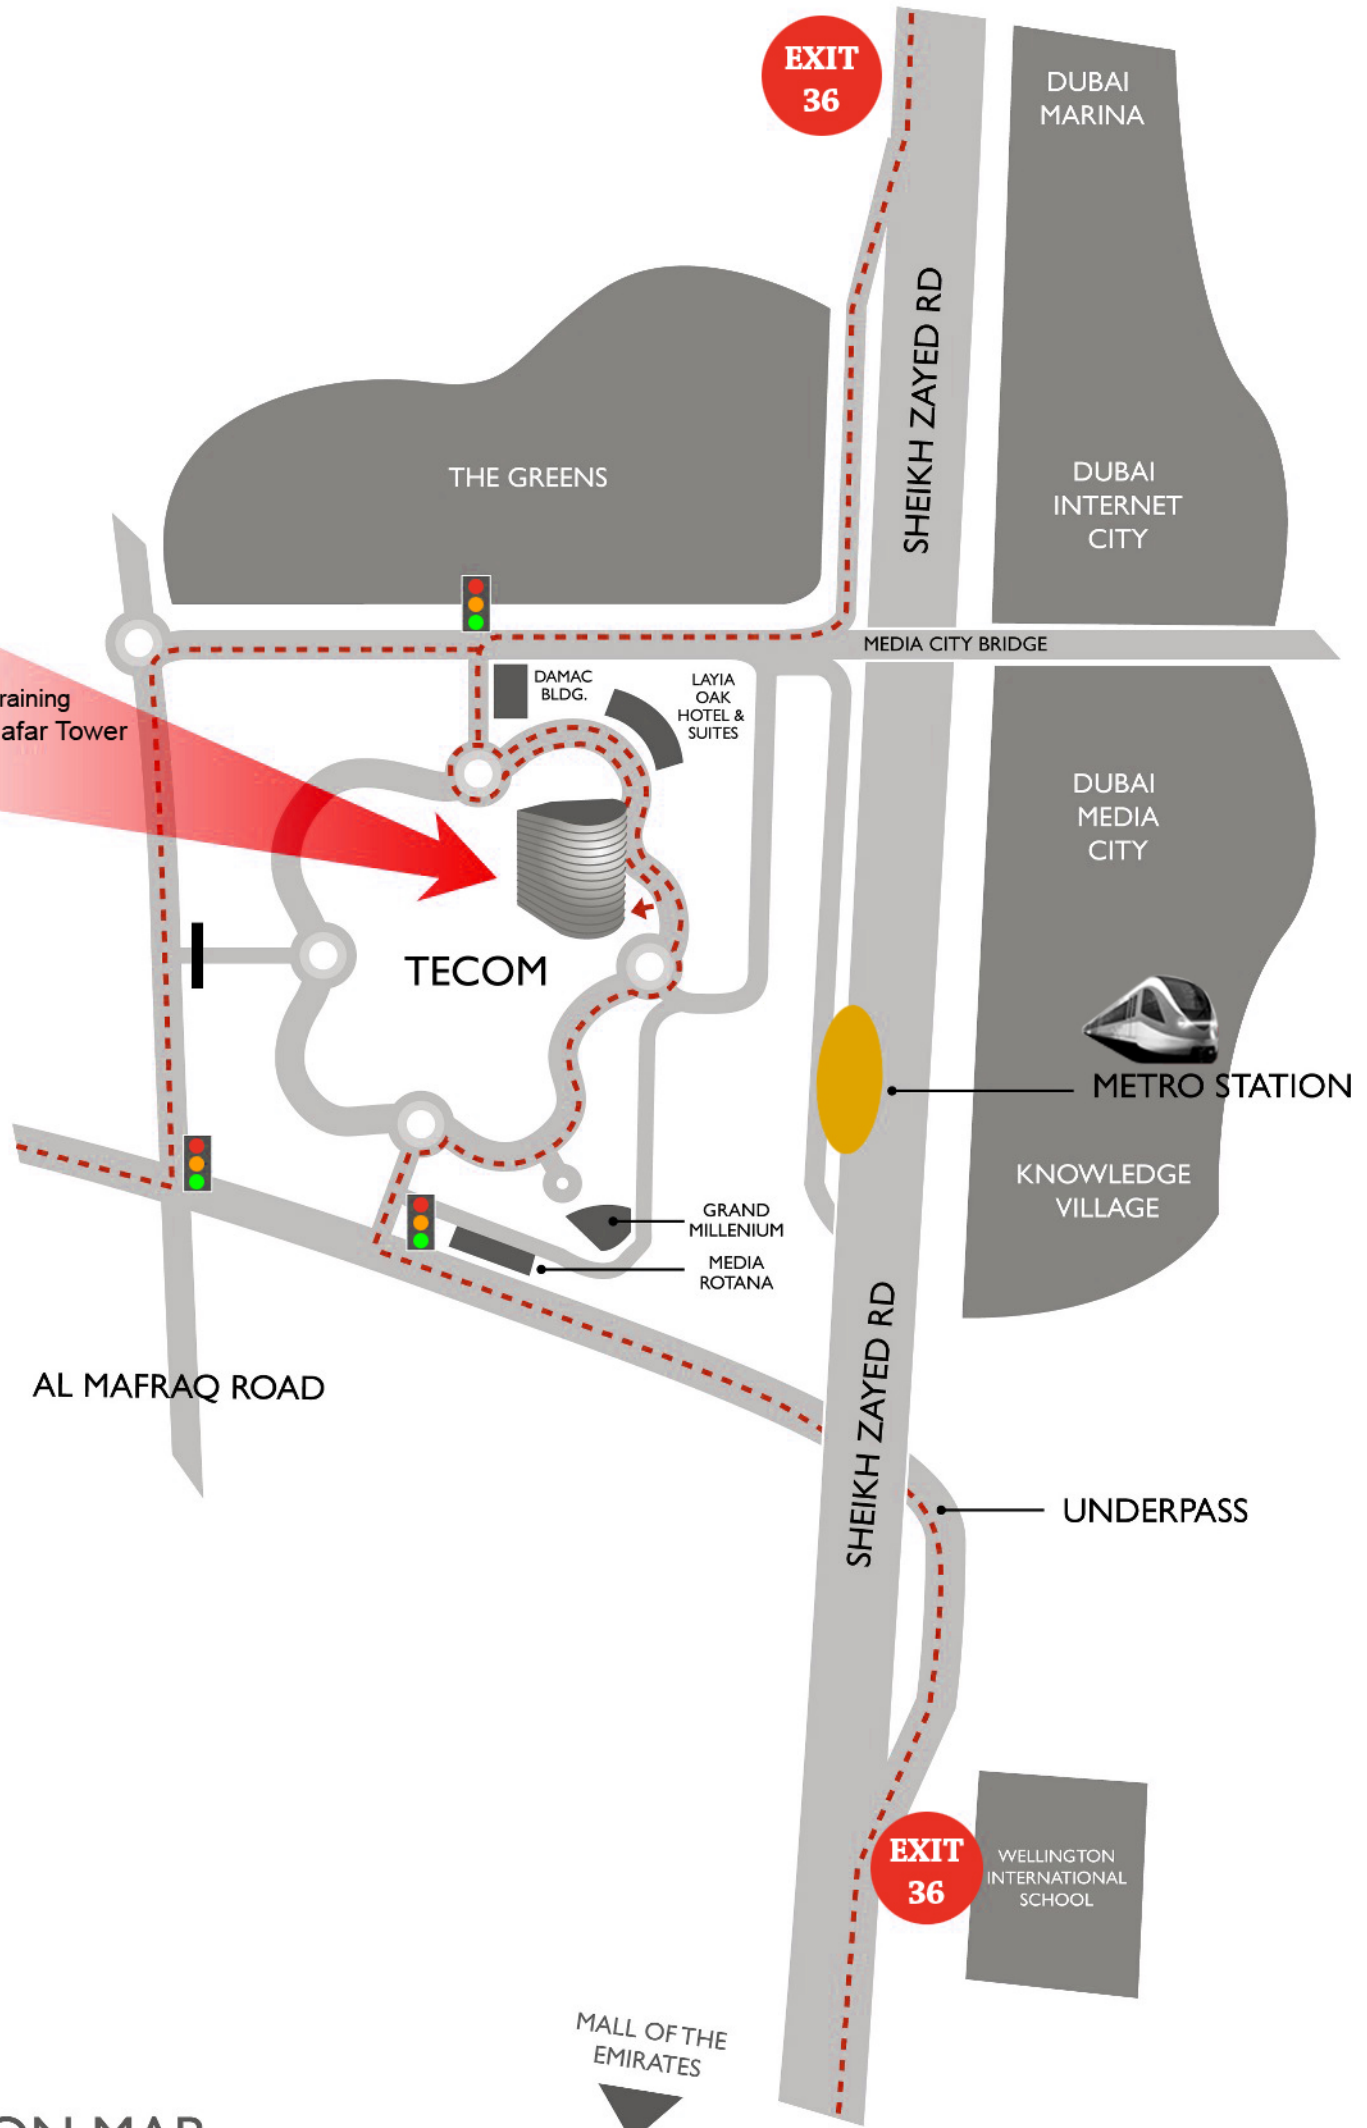 EXIT
36
DUBAI
MARINA
SHEIKH ZAYED RD
THE GREENS
DUBAI
INTERNET
CITY
MEDIA CITY BRIDGE
DAMAC
BLDG.
LAYIA
OAK
HOTEL &
SUITES
raining
afar Tower
DUBAI
MEDIA
CITY
TECOM
METRO STATION
KNOWLEDGE
VILLAGE
GRAND
MILLENIUM
MEDIA
ROTANA
SHEIKH ZAYED RD
AL MAFRAQ ROAD
UNDERPASS
EXIT
36
WELLINGTON
INTERNATIONAL
SCHOOL
MALL OF THE
EMIRATES
ON MAP